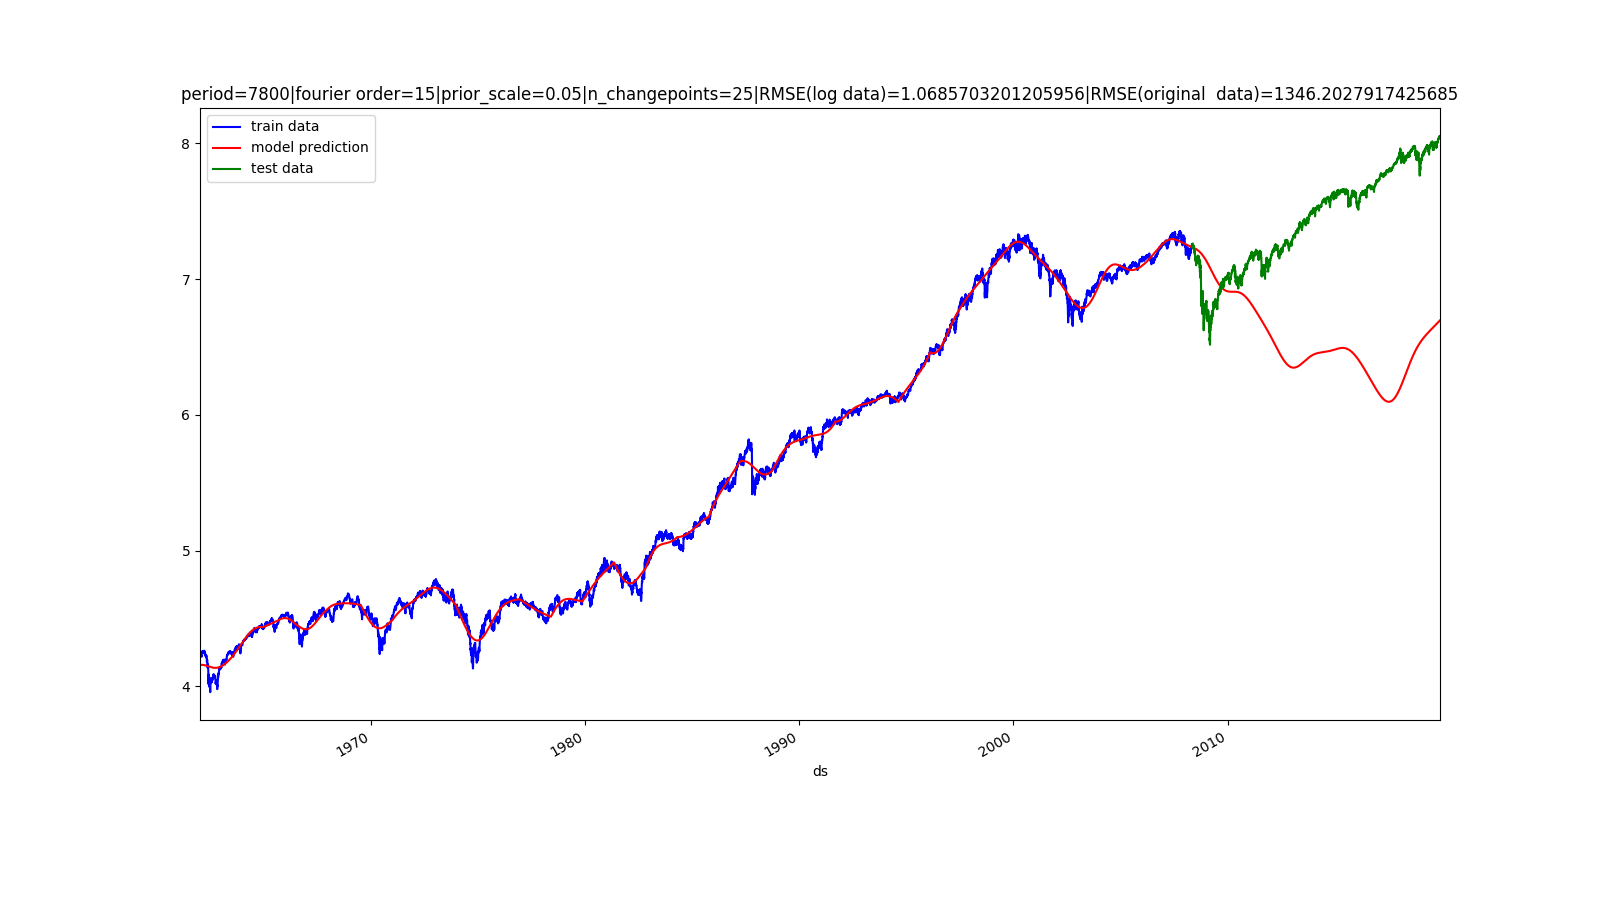 period=7800|fourier order=15|prior_scale=0.05|n_changepoints=25|RMSE(log data)=1.0685703201205956|RMSE(original  data)=1346.2027917425685
train data
model prediction
test data
8
7
6
5
4
1970
1980
1990
2000
2010
ds